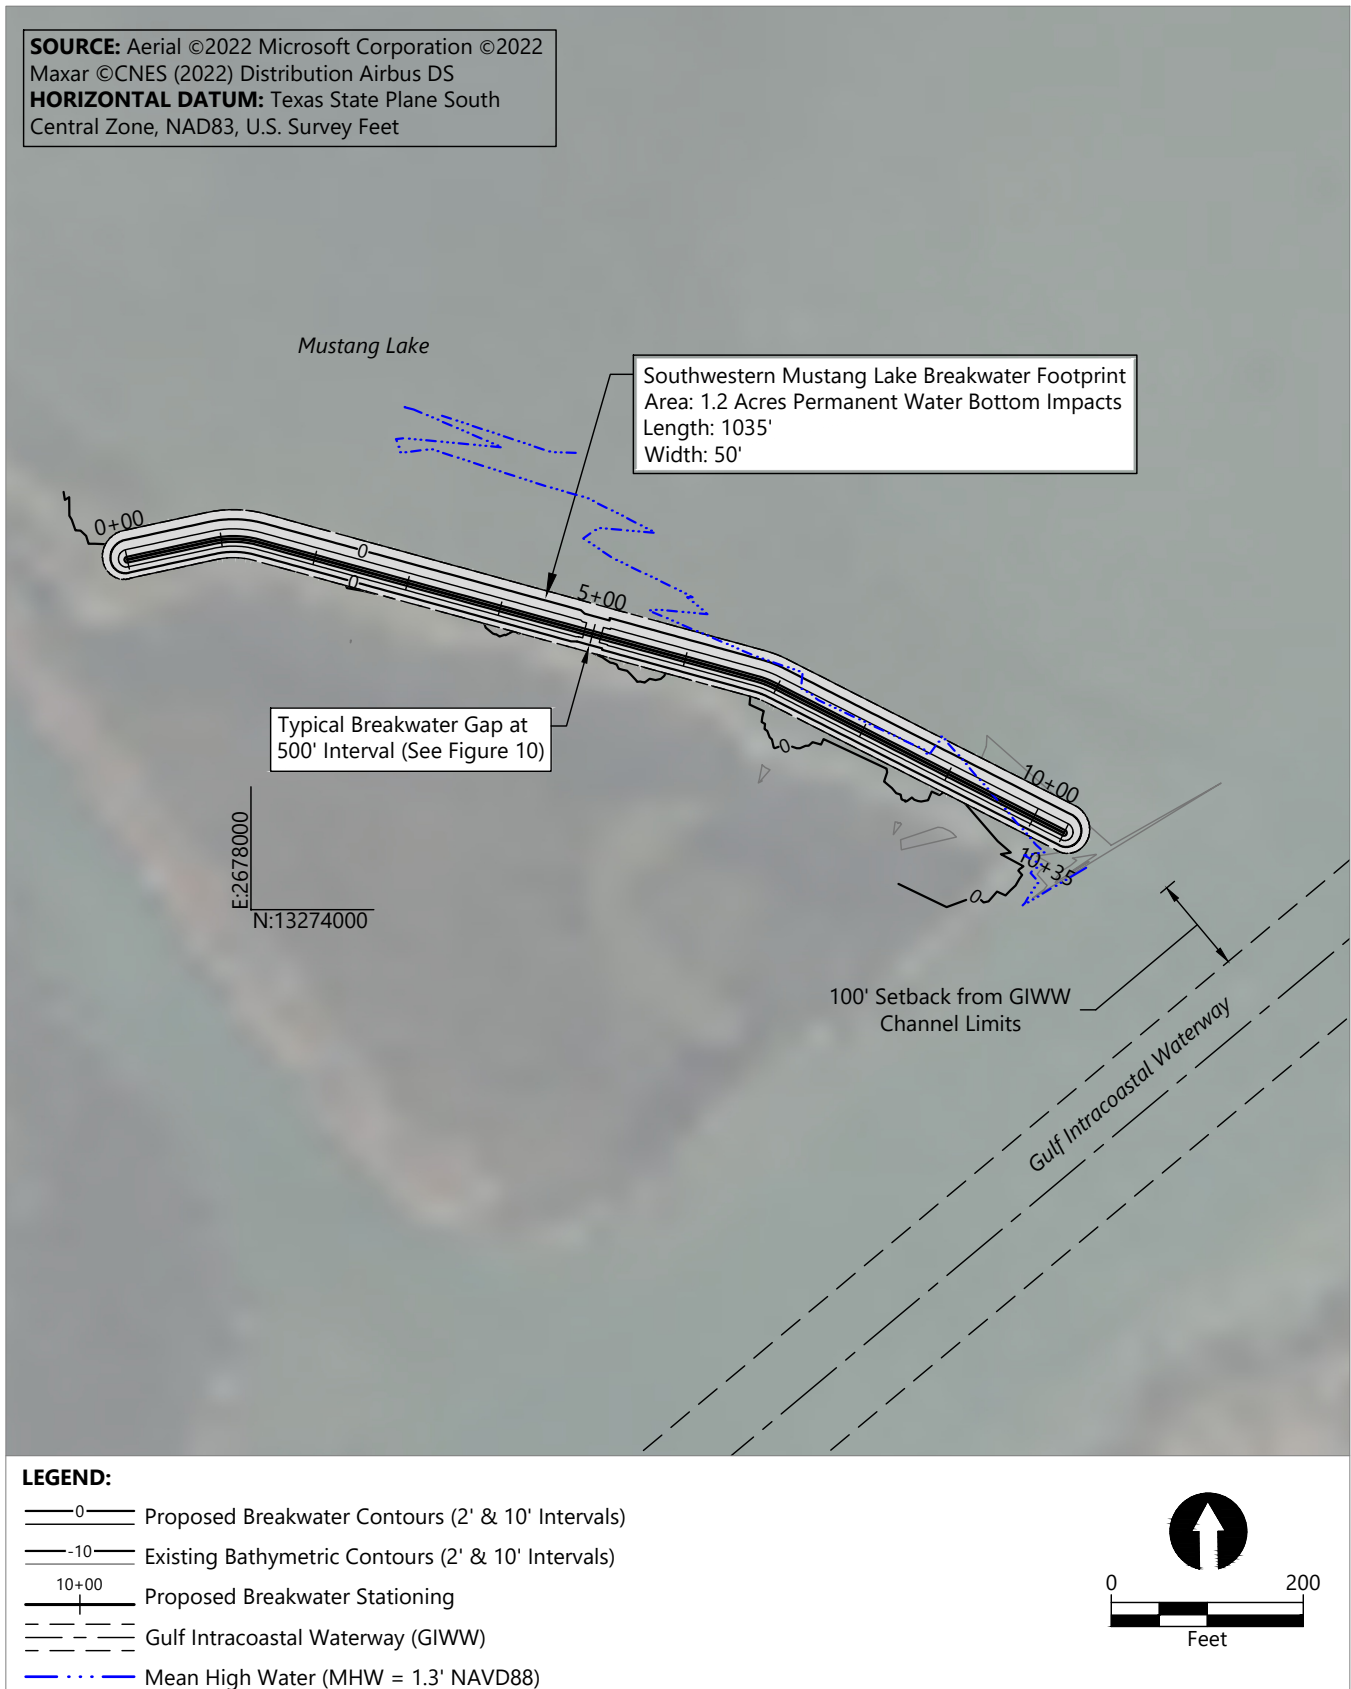 SOURCE: Aerial ©2022 Microsoft Corporation ©2022
Maxar ©CNES (2022) Distribution Airbus DS
HORIZONTAL DATUM: Texas State Plane South
Central Zone, NAD83, U.S. Survey Feet
Mustang Lake
Southwestern Mustang Lake Breakwater Footprint
Area: 1.2 Acres Permanent Water Bottom Impacts
Length: 1035'
Width: 50'
0+00
0
0
5+00
Typical Breakwater Gap at
500' Interval (See Figure 10)
0
10+00
10+35
0
E:2678000
N:13274000
100' Setback from GIWW
Channel Limits
Gulf Intracoastal Waterway
LEGEND:
0
Proposed Breakwater Contours (2' & 10' Intervals)
-10
Existing Bathymetric Contours (2' & 10' Intervals)
10+00
Proposed Breakwater Stationing
Gulf Intracoastal Waterway (GIWW)
Mean High Water (MHW = 1.3' NAVD88)
0 200
Feet